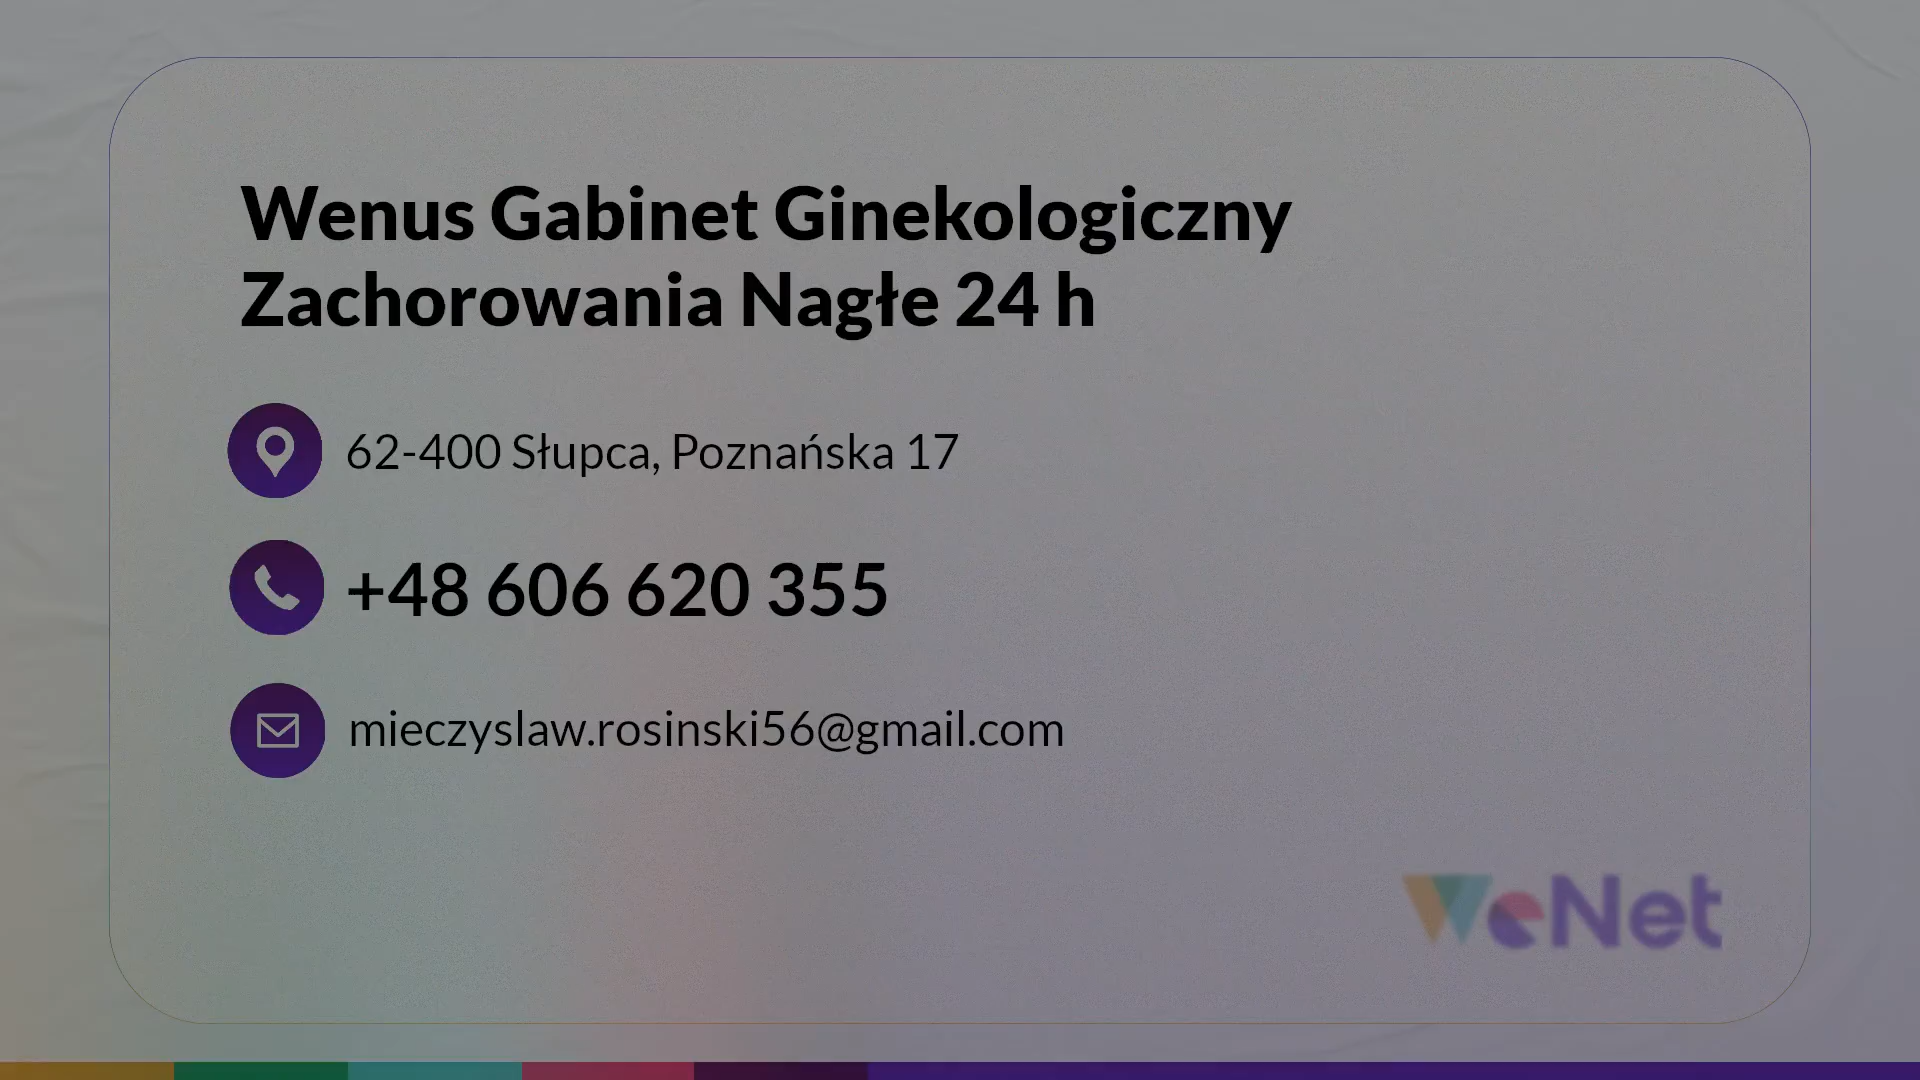 Wenus Gabinet Ginekologiczny
Zachorowania Nagłe 24 h
62-400 Słupca, Poznańska 17
+48 606 620 355
mieczyslaw.rosinski56@gmail.com
WeNet